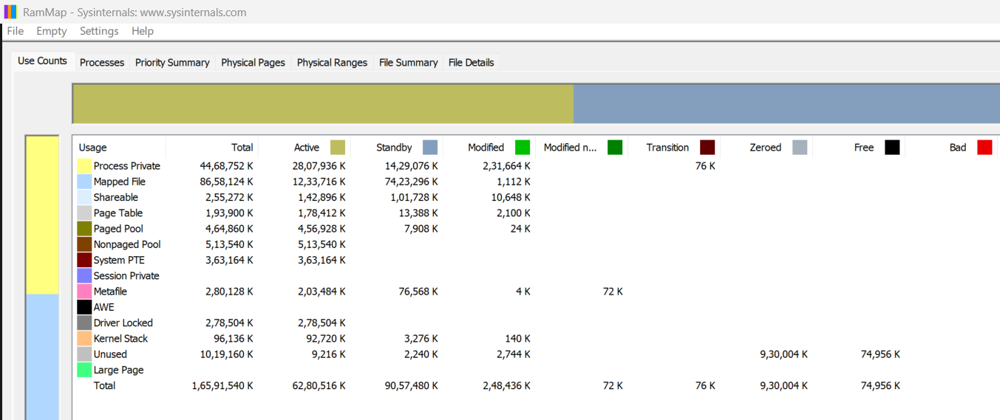 RamMap - Sysinternals: www.sysinternals.com
File Empty Settings Help
Use Counts Processes Priority Summary Physical Pages Physical Ranges File Summary File Details
Usage Total Active Standby Modified Modified n... Transition Zeroed Free Bad
Process Private 44,68,752 K 28,07,936 K 14,29,076 K 2,31,664 K 76 K
Mapped File 86,58,124 K 12,33,716 K 74,23,296 K 1,112 K
Shareable 2,55,272 K 1,42,896 K 1,01,728 K 10,648 K
Page Table 1,93,900 K 1,78,412 K 13,388 K 2,100 K
Paged Pool 4,64,860 K 4,56,928 K 7,908 K 24 K
Nonpaged Pool 5,13,540 K 5,13,540 K
System PTE 3,63,164 K 3,63,164 K
Session Private
Metafile 2,80,128 K 2,03,484 K 76,568 K 4 K 72 K
AWE
Driver Locked 2,78,504 K 2,78,504 K
Kernel Stack 96,136 K 92,720 K 3,276 K 140 K
Unused 10,19,160 K 9,216 K 2,240 K 2,744 K 9,30,004 K 74,956 K
Large Page
Total 1,65,91,540 K 62,80,516 K 90,57,480 K 2,48,436 K 72 K 76 K 9,30,004 K 74,956 K